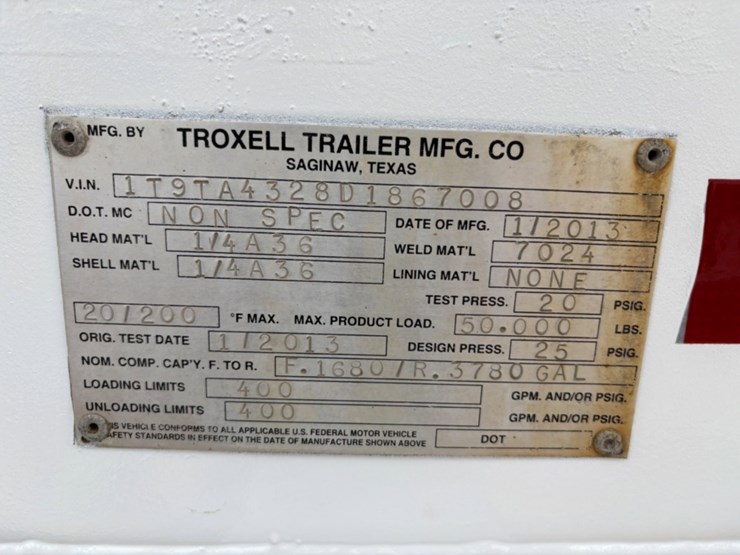 MFG. BY TROXELL TRAILER MFG. CO
SAGINAW, TEXAS
V.I.N. 1T9TA4328D1867008
D.O.T. MC NON SPEC DATE OF MFG. 1/2013
HEAD MAT'L 1/4A36 WELD MAT'L 7024
SHELL MAT'L 1/4A36 LINING MAT'L NONE
TEST PRESS. 20 PSIG.
20/200 °F MAX. MAX. PRODUCT LOAD. 50.000 LBS.
ORIG. TEST DATE 1/2013 DESIGN PRESS. 25 PSIG.
NOM. COMP. CAP'Y. F. TO R. F.1680/R.3780 GAL
LOADING LIMITS 400 GPM. AND/OR PSIG.
UNLOADING LIMITS 400 GPM. AND/OR PSIG.
IS VEHICLE CONFORMS TO ALL APPLICABLE U.S. FEDERAL MOTOR VEHICLE
AFETY STANDARDS IN EFFECT ON THE DATE OF MANUFACTURE SHOWN ABOVE DOT